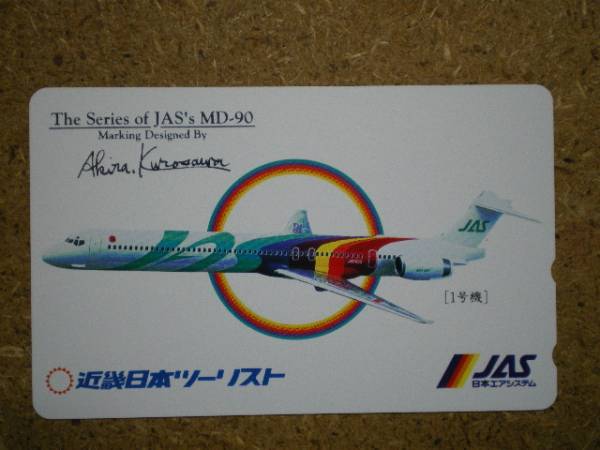 The Series of JAS's MD-90
Marking Designed By
Akira.Kurosawa
JAS
[1号機]
近畿日本ツーリスト
JAS
日本エアシステム